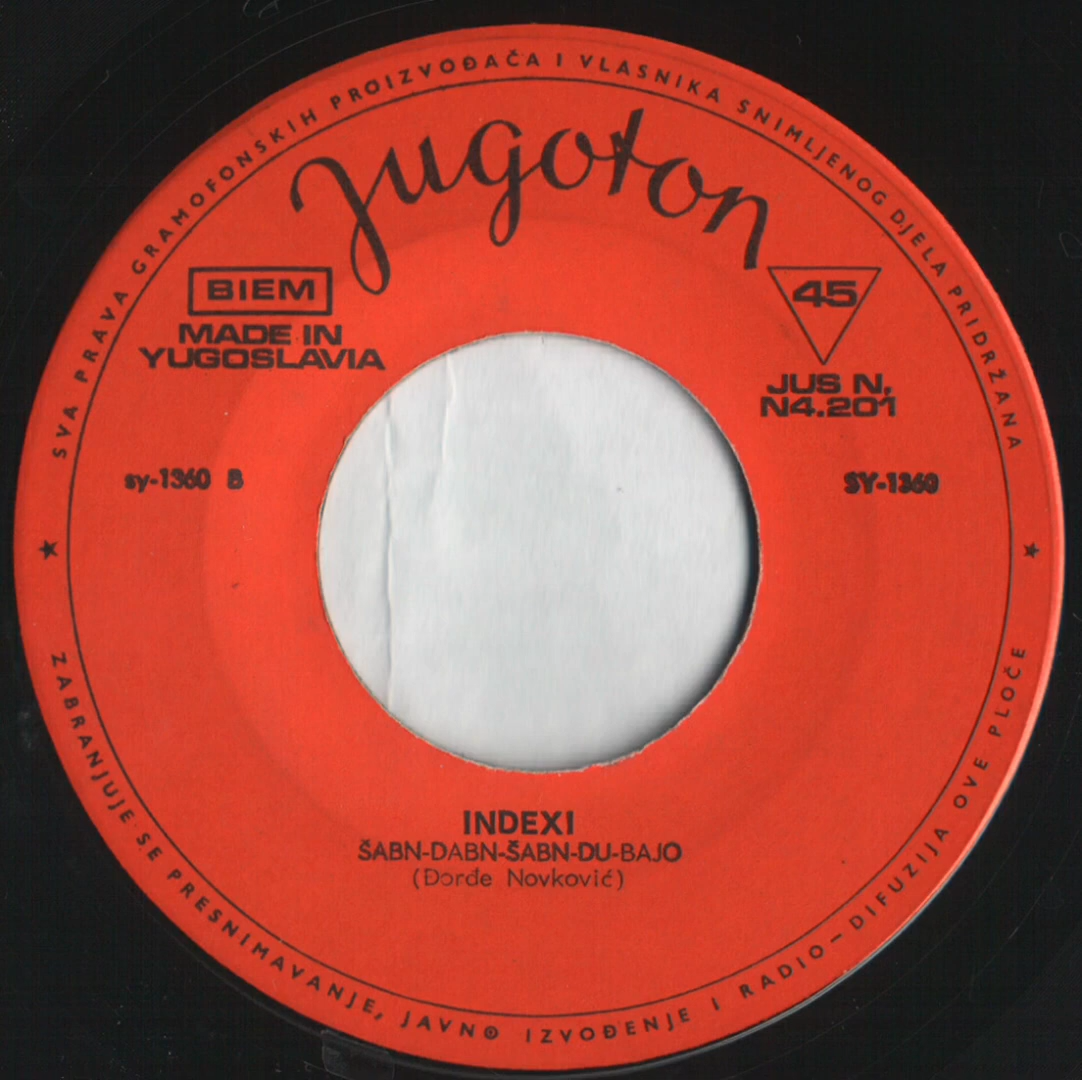 SVA PRAVA GRAMOFONSKIH PROIZVOĐAČA I VLASNIKA SNIMLJENOG DJELA PRIDRŽANA
Jugoton
BIEM
MADE IN
YUGOSLAVIA
45
JUS N.
N4.201
sy-1360 B
SY-1360
INDEXI
ŠABN-DABN-ŠABN-DU-BAJO
(Đorđe Novković)
ZABRANJUJE SE PRESNIMAVANJE, JAVNO IZVOĐENJE I RADIO-DIFUZIJA OVE PLOČE